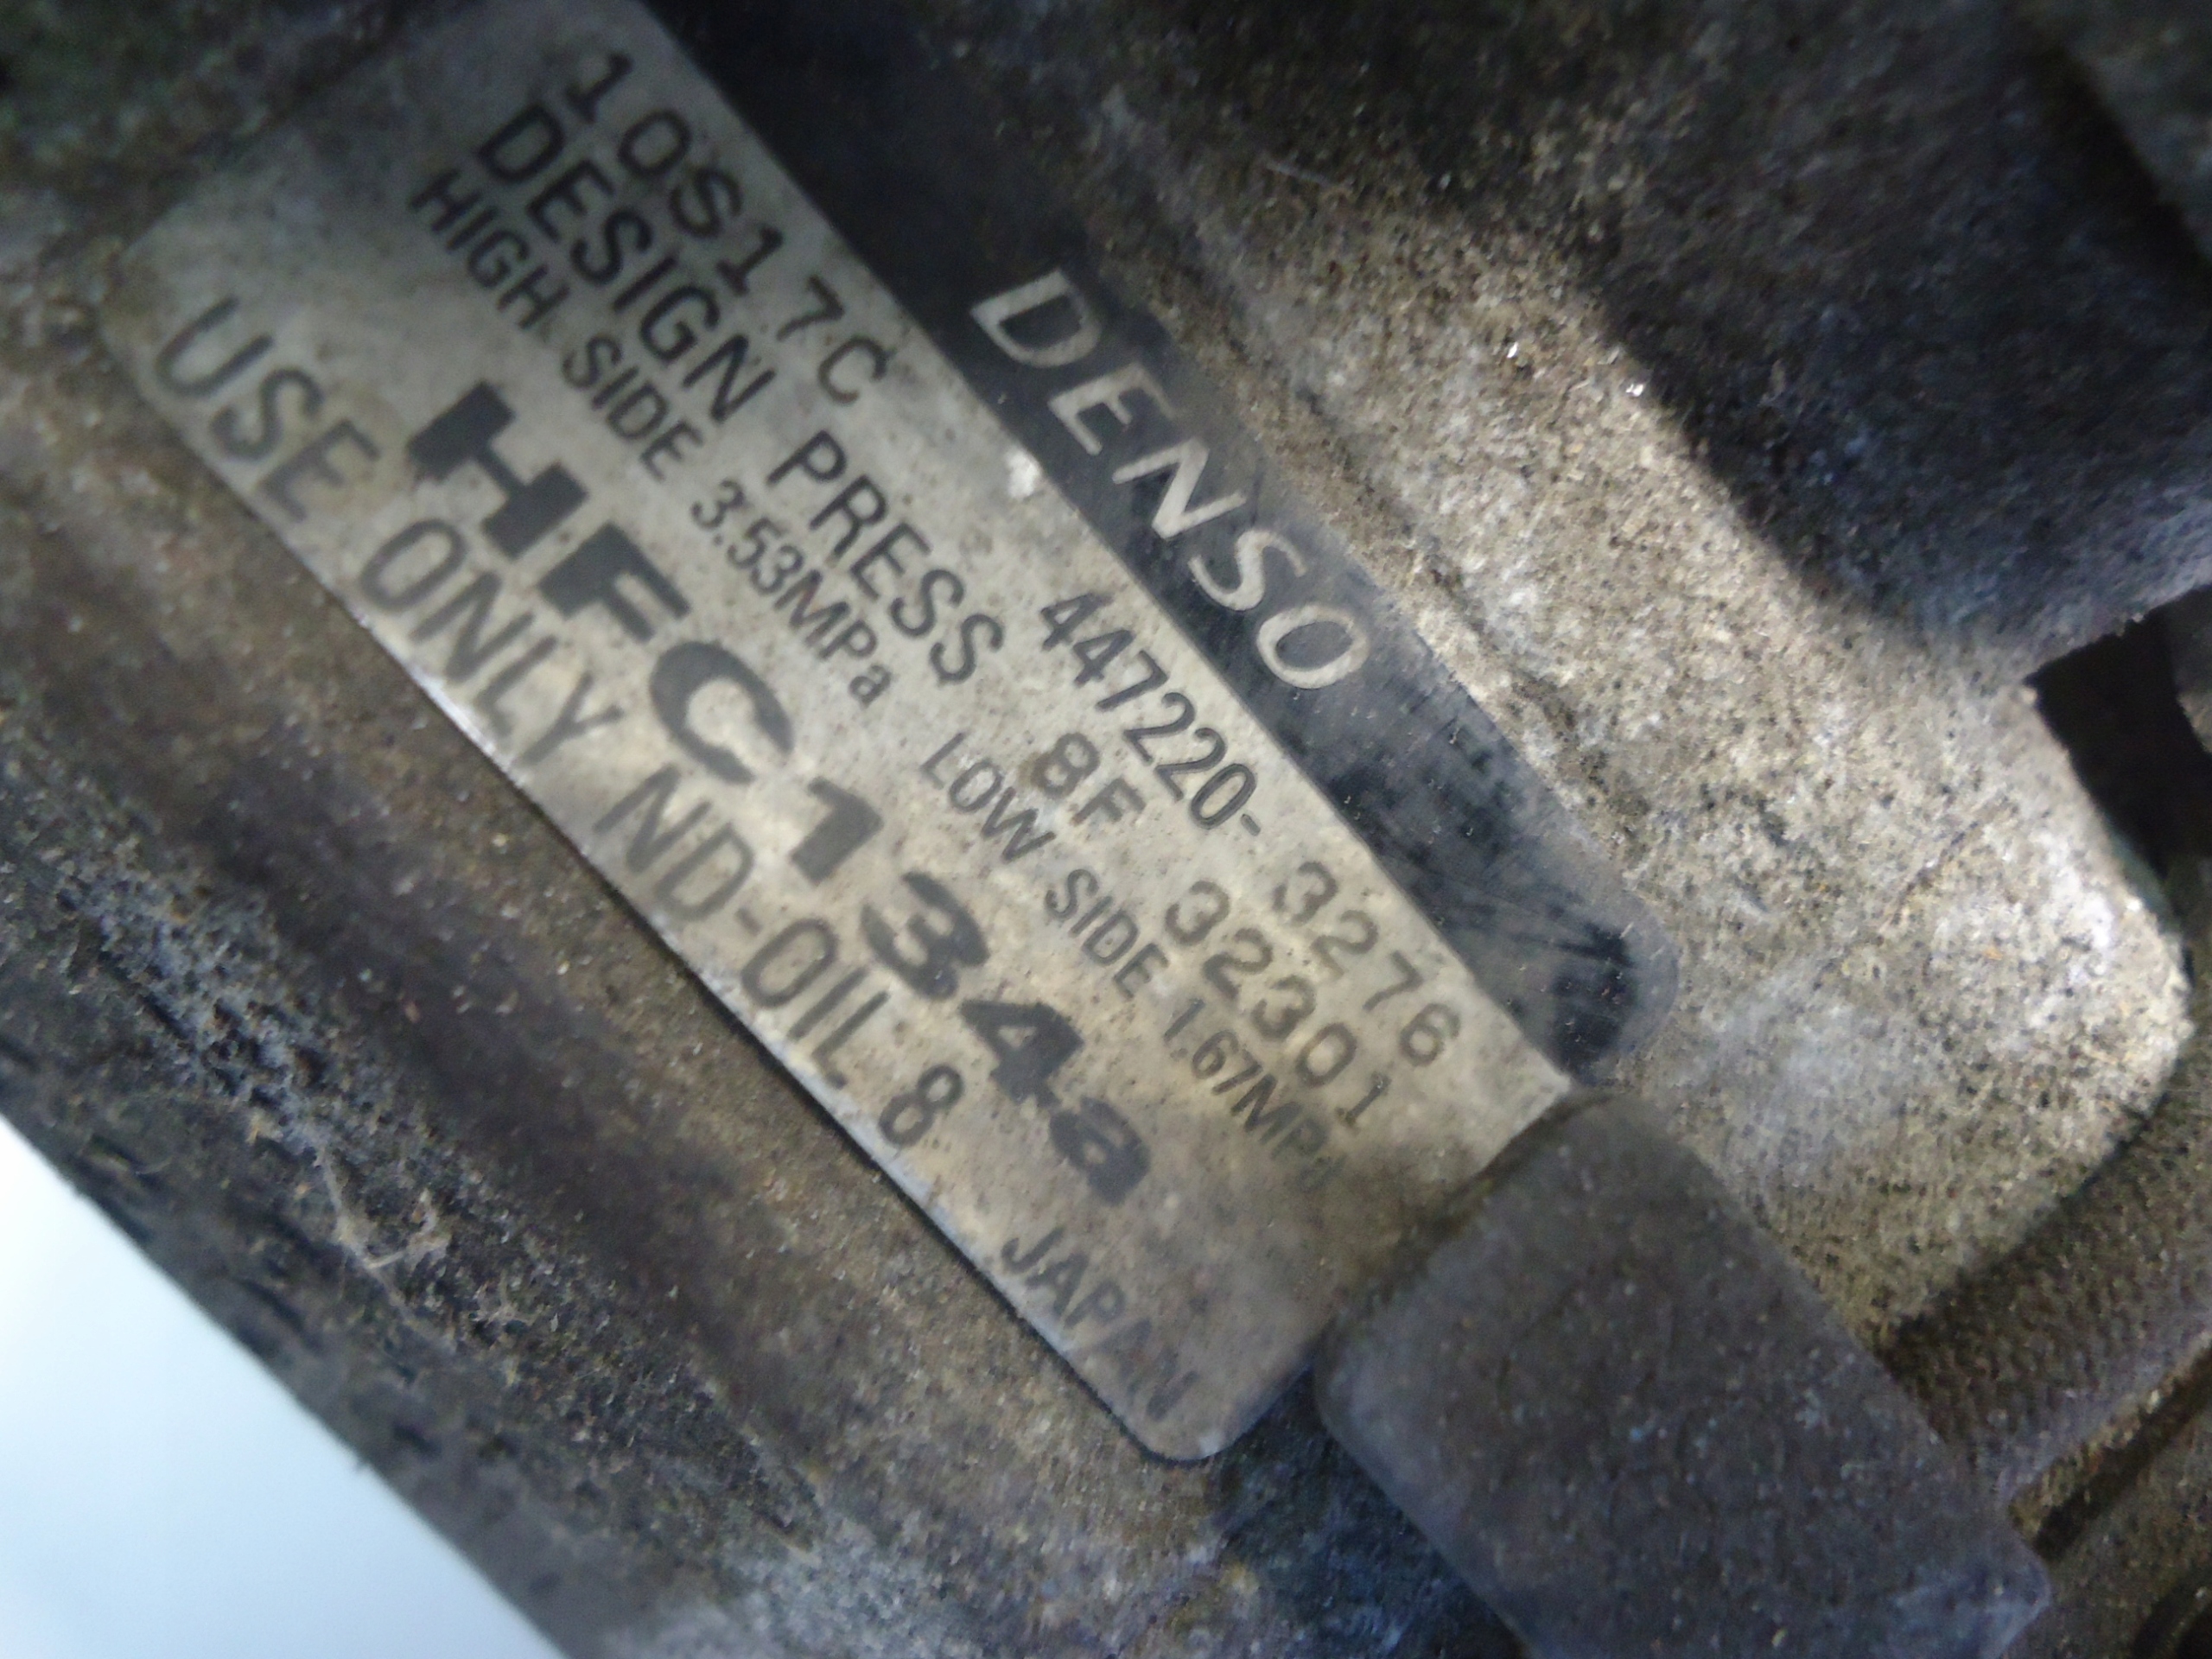 DENSO
10S17C 447220-3276
DESIGN PRESS 8F 32301
HIGH SIDE 3.53MPa LOW SIDE 1.67MPa
HFC134a
USE ONLY ND-OIL 8 JAPAN